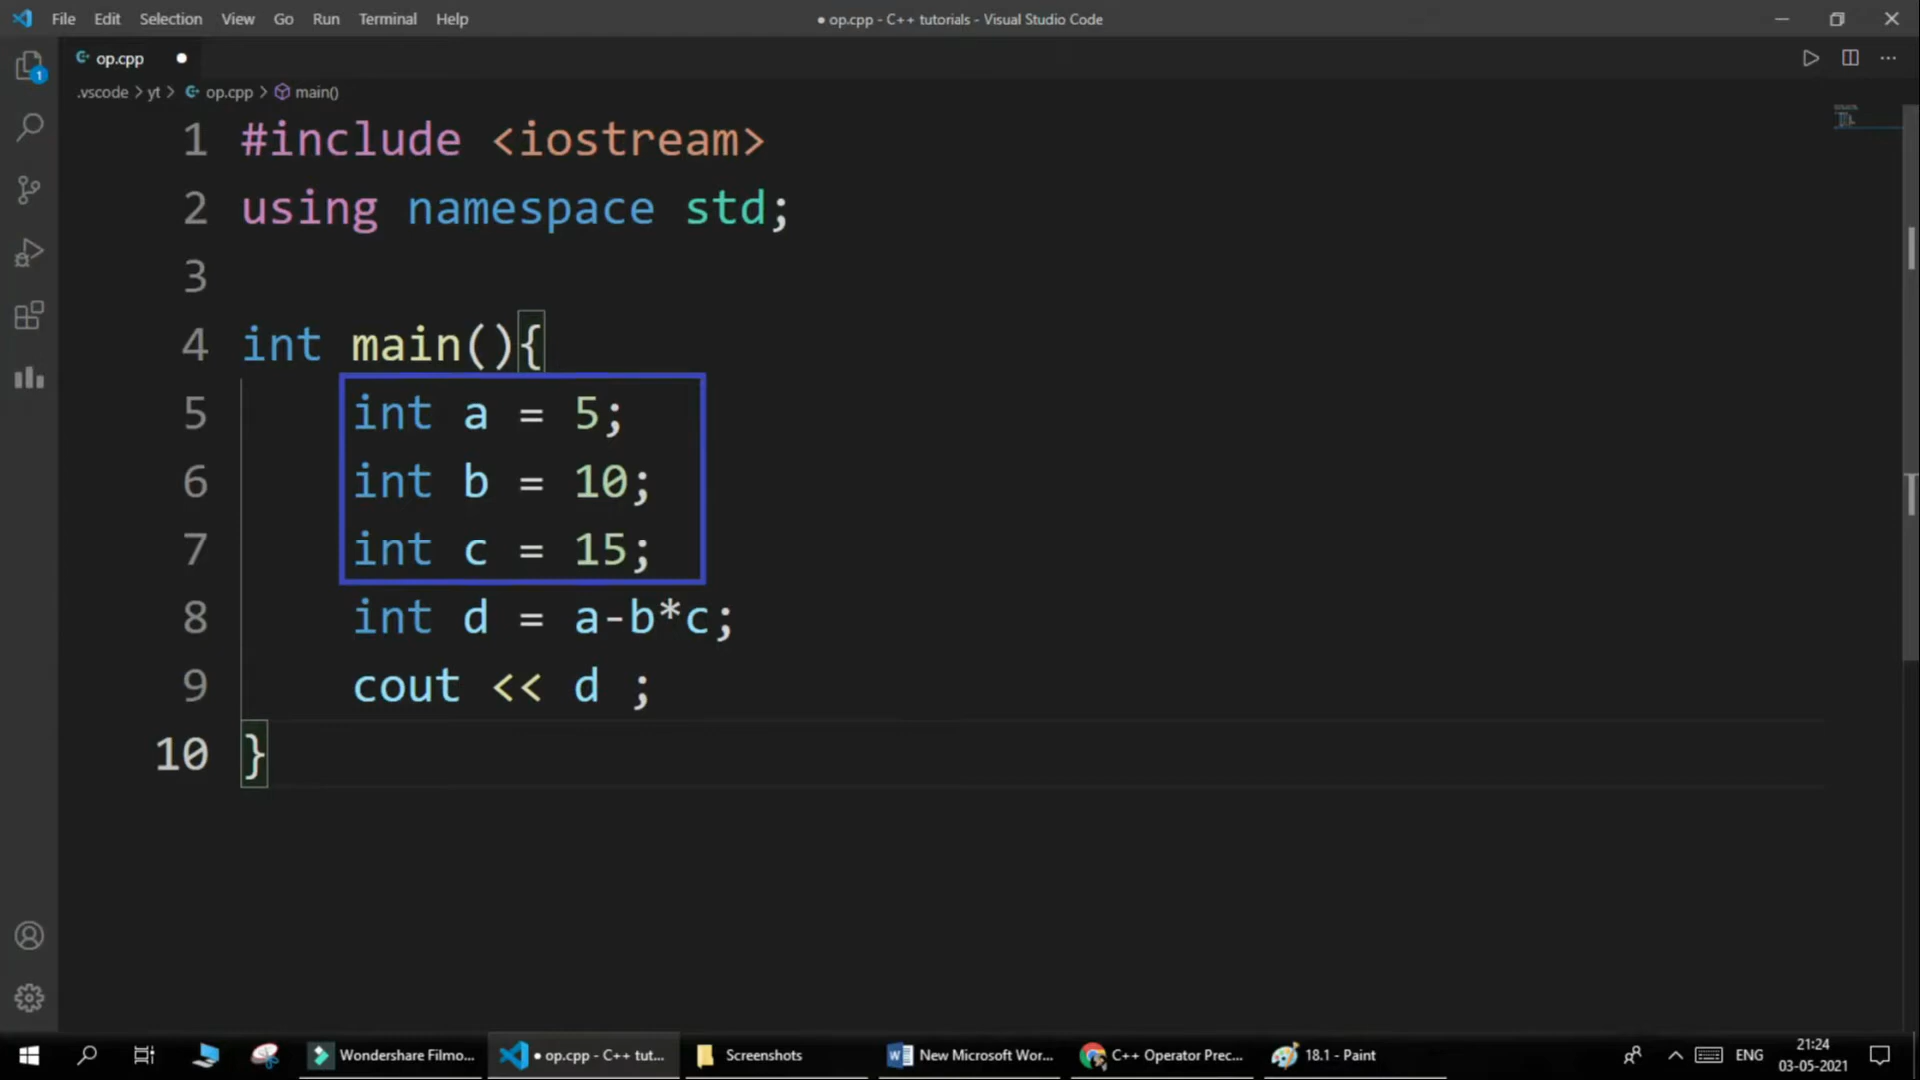 File Edit Selection View Go Run Terminal Help
● op.cpp - C++ tutorials - Visual Studio Code
op.cpp ●
.vscode > yt > op.cpp > main()
1 #include <iostream>
2 using namespace std;
3
4 int main(){
5 int a = 5;
6 int b = 10;
7 int c = 15;
8 int d = a-b*c;
9 cout << d ;
10 }
1
Wondershare Filmo... ● op.cpp - C++ tut... Screenshots New Microsoft Wor... C++ Operator Prec... 18.1 - Paint ENG
21:24
03-05-2021